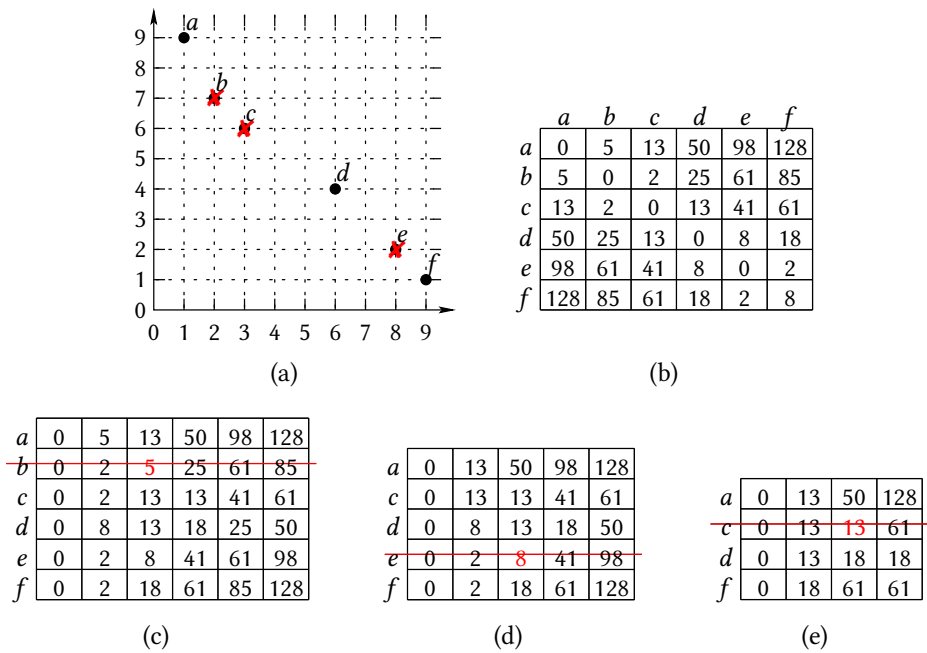 9 a
8
7 b
6 c
5
4 d
3
2 e
1 f
0
0 1 2 3 4 5 6 7 8 9
(a)
a b c d e f
a 0 5 13 50 98 128
b 5 0 2 25 61 85
c 13 2 0 13 41 61
d 50 25 13 0 8 18
e 98 61 41 8 0 2
f 128 85 61 18 2 8
(b)
a 0 5 13 50 98 128
b 0 2 5 25 61 85
c 0 2 13 13 41 61
d 0 8 13 18 25 50
e 0 2 8 41 61 98
f 0 2 18 61 85 128
(c)
a 0 13 50 98 128
c 0 13 13 41 61
d 0 8 13 18 50
e 0 2 8 41 98
f 0 2 18 61 128
(d)
a 0 13 50 128
c 0 13 13 61
d 0 13 18 18
f 0 18 61 61
(e)